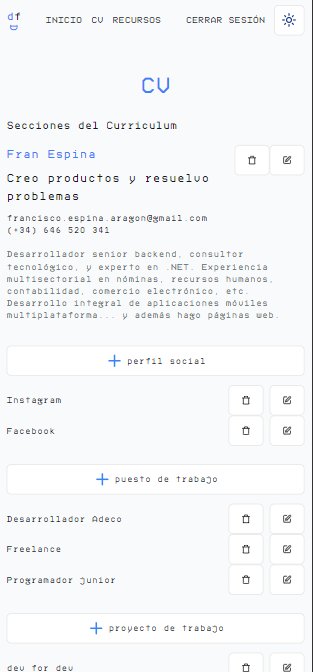 df
INICIO CV RECURSOS CERRAR SESIÓN
CV
Secciones del Curriculum
Fran Espina
Creo productos y resuelvo
problemas
francisco.espina.aragon@gmail.com
(+34) 646 520 341
Desarrollador senior backend, consultor
tecnológico, y experto en .NET. Experiencia
multisectorial en nóminas, recursos humanos,
contabilidad, comercio electrónico, etc.
Desarrollo integral de aplicaciones móviles
multiplataforma... y además hago páginas web.
perfil social
Instagram
Facebook
puesto de trabajo
Desarrollador Adeco
Freelance
Programador junior
proyecto de trabajo
dev for dev